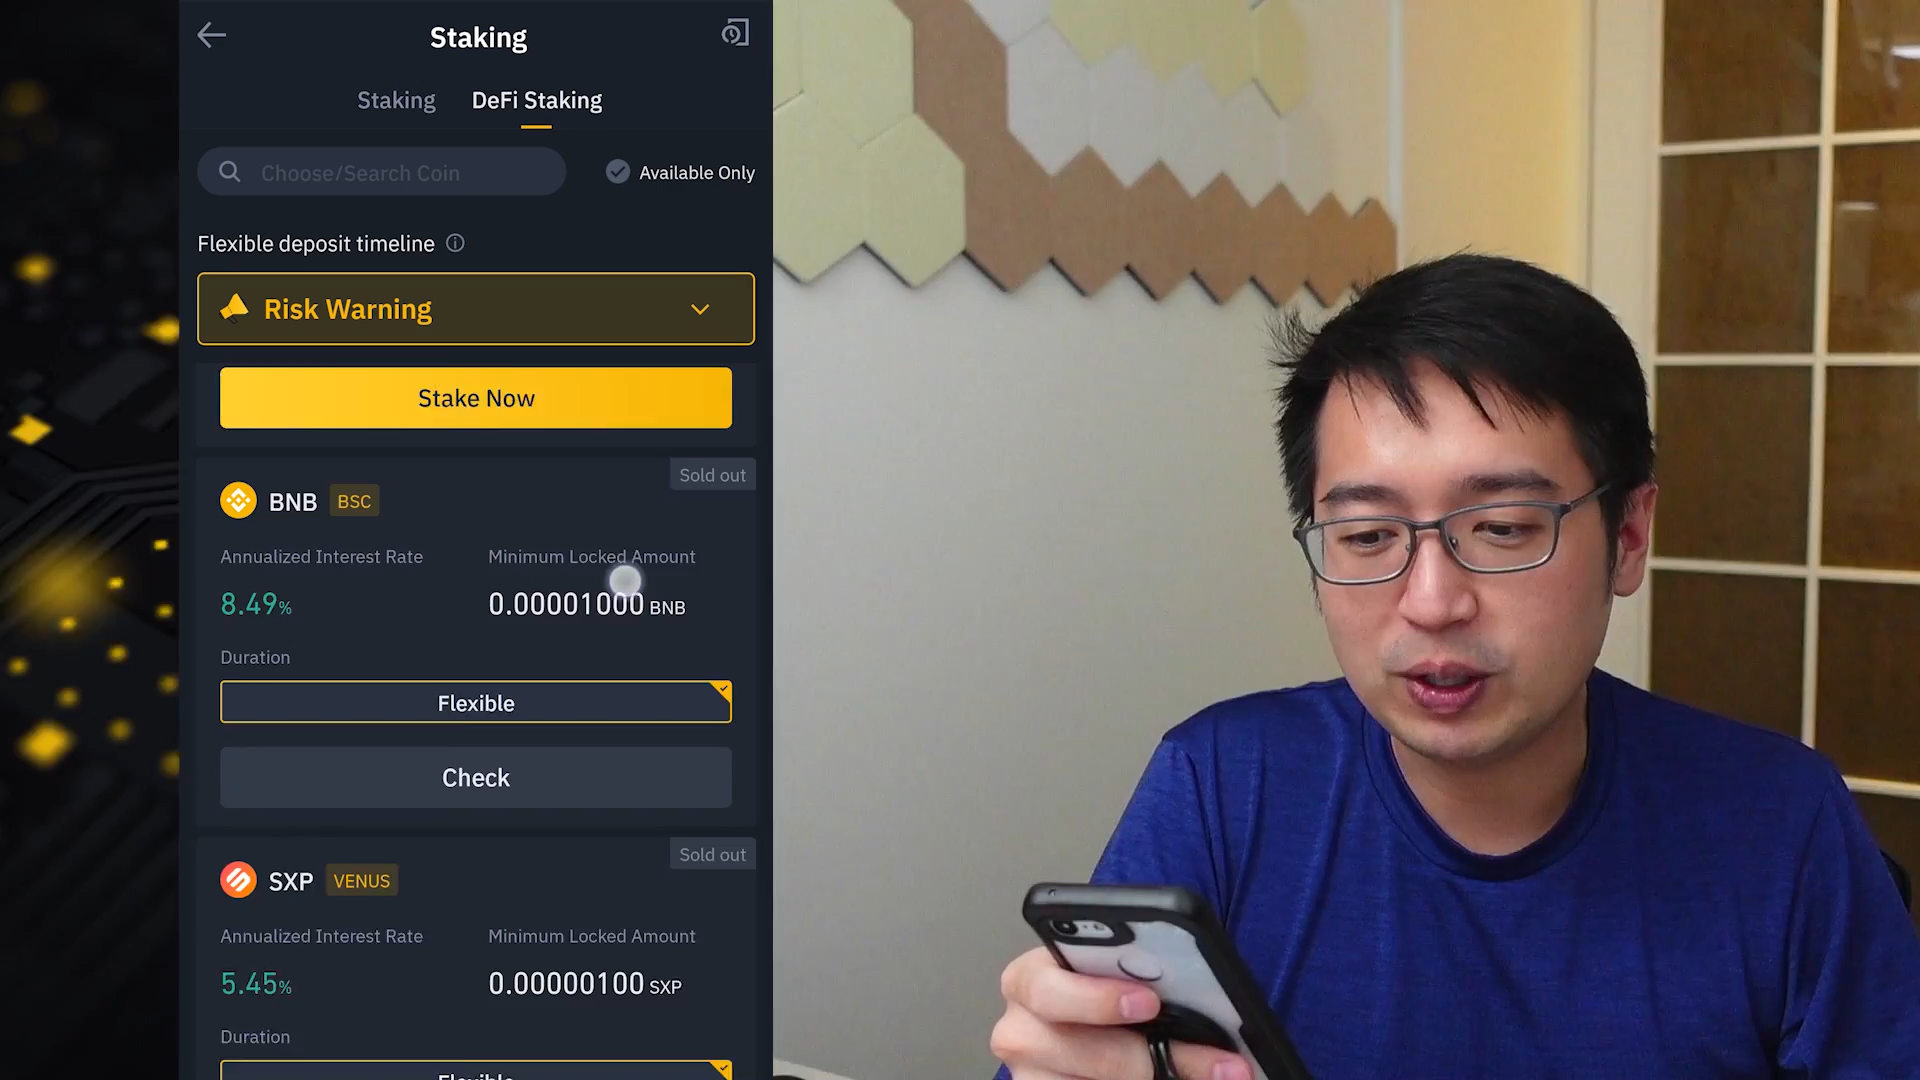 Staking
Staking DeFi Staking
Choose/Search Coin
Available Only
Flexible deposit timeline
Risk Warning
Stake Now
Sold out
BNB BSC
Annualized Interest Rate Minimum Locked Amount
8.49% 0.00001000 BNB
Duration
Flexible
Check
Sold out
SXP VENUS
Annualized Interest Rate Minimum Locked Amount
5.45% 0.00000100 SXP
Duration
Flexible